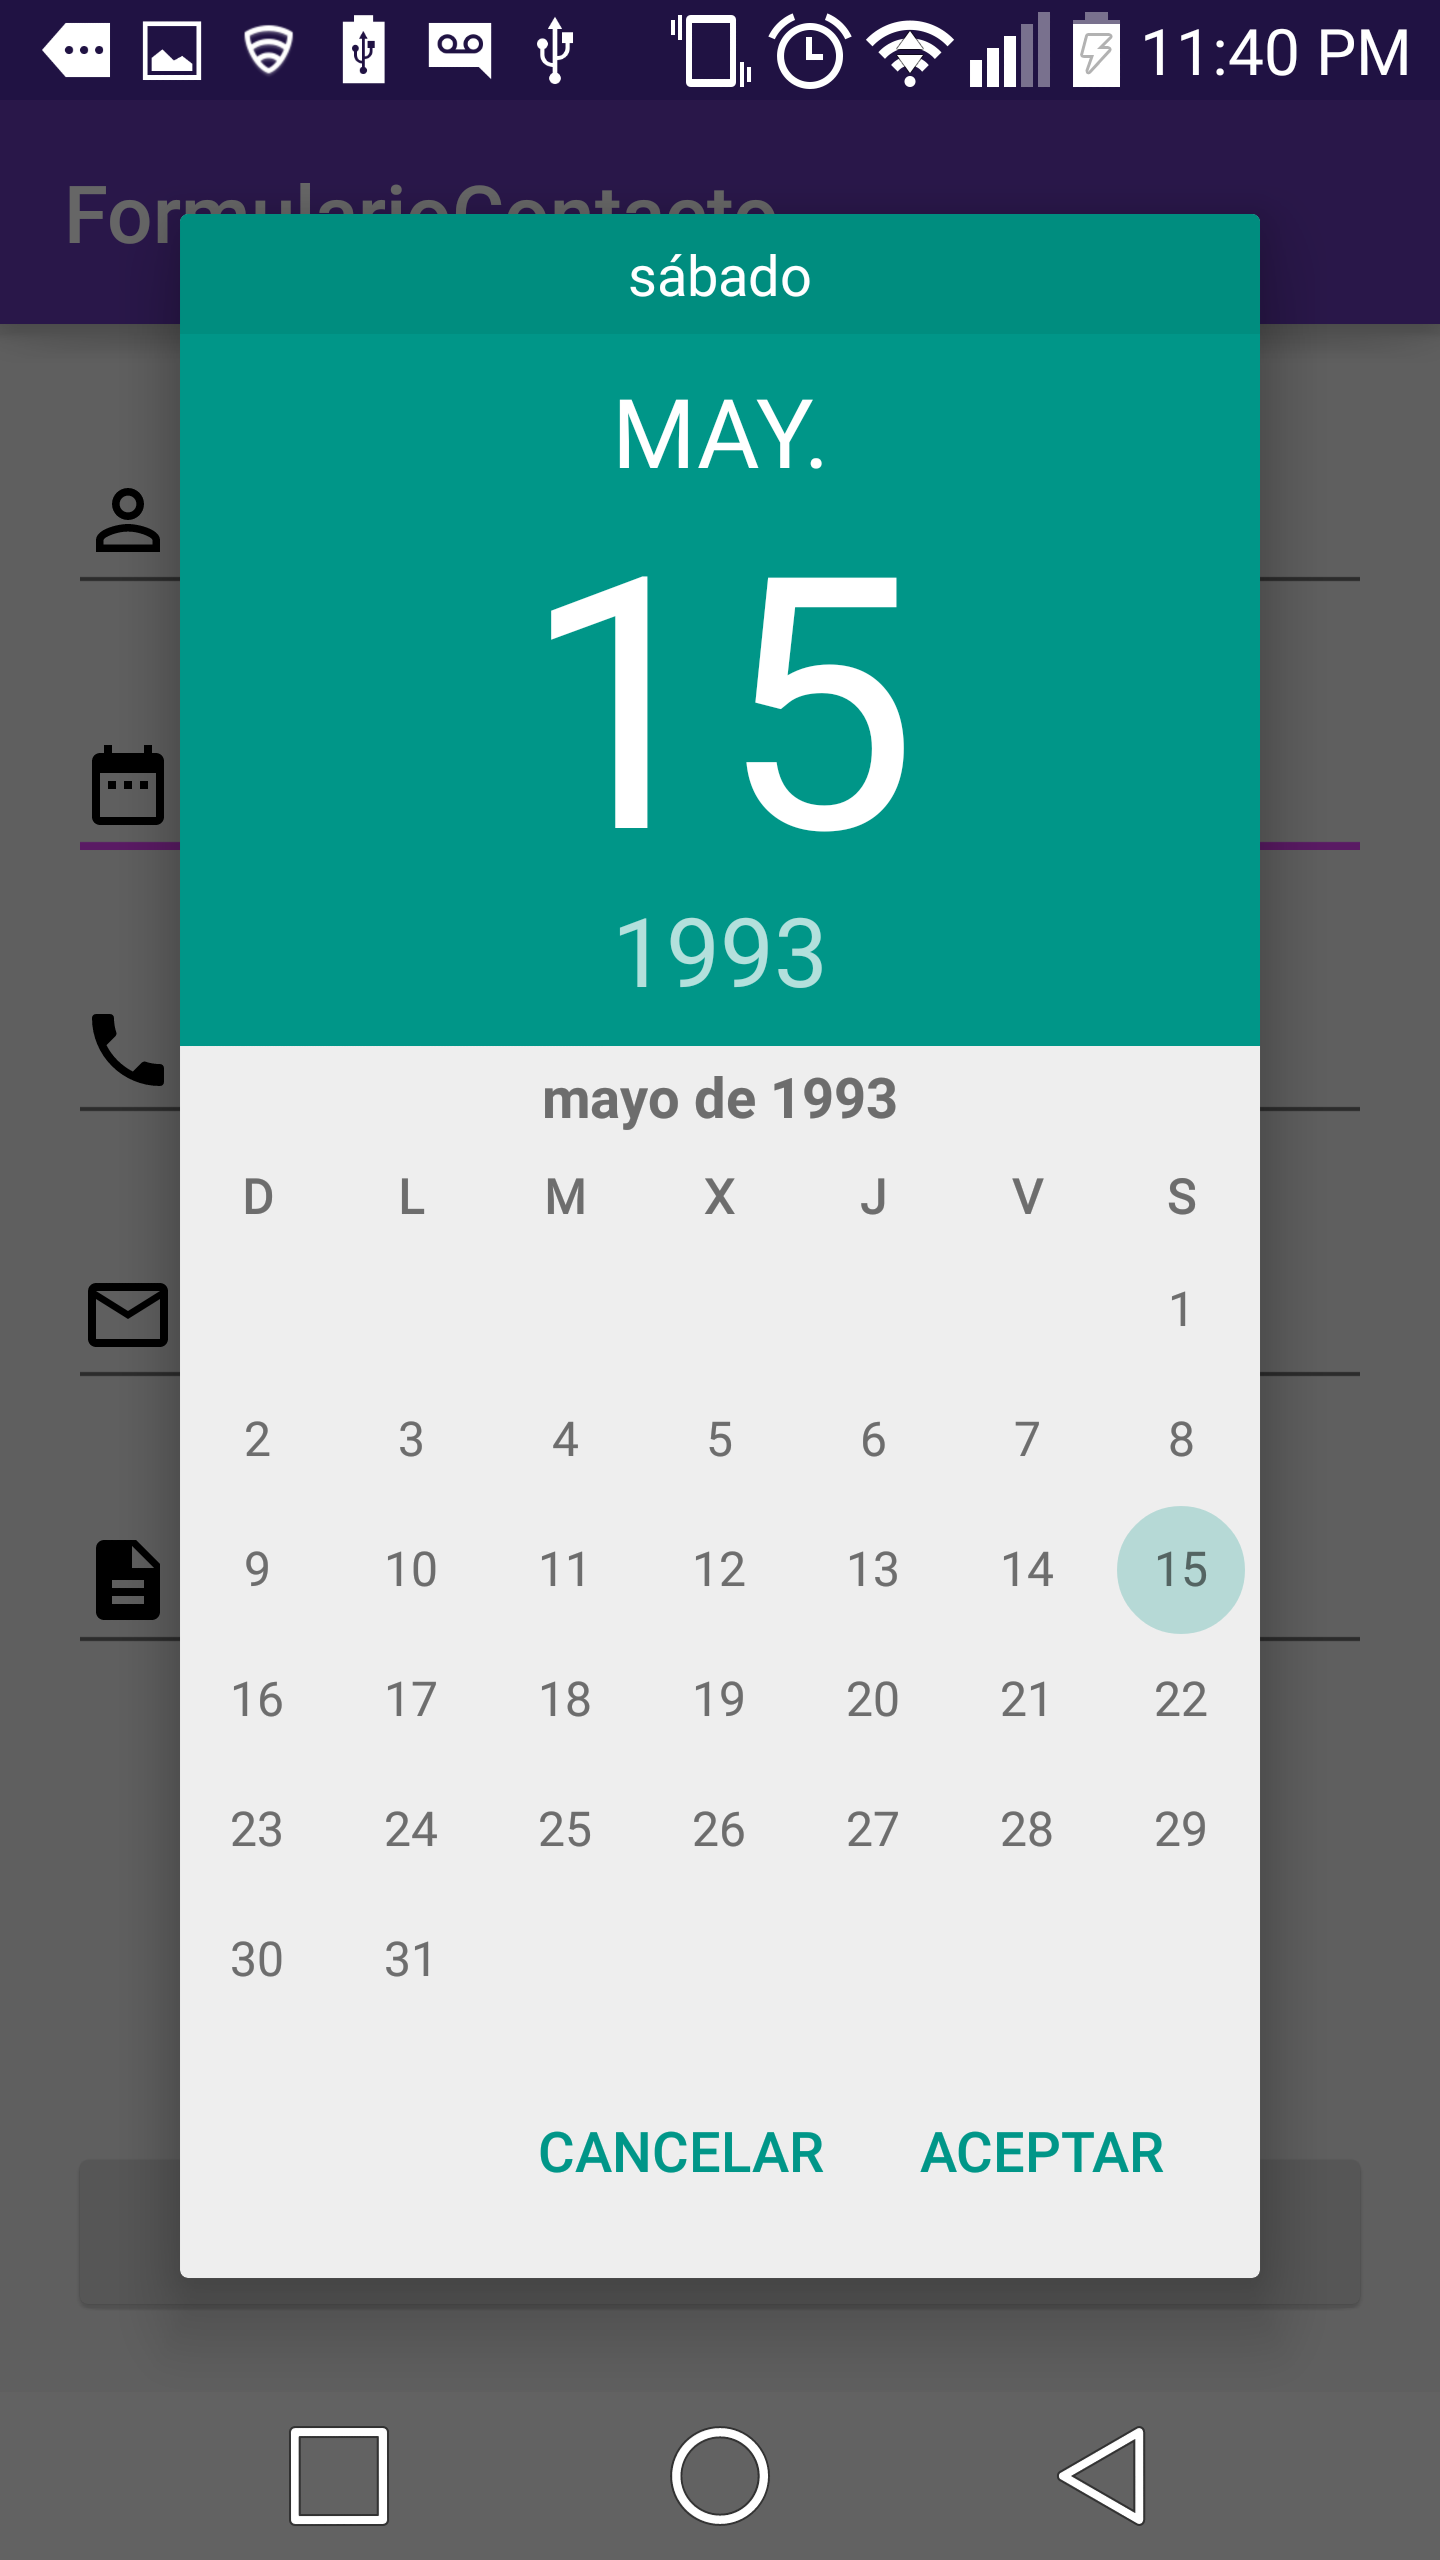 11:40 PM
FormularioContacto
sábado
MAY.
15
1993
mayo de 1993
D L M X J V S
1
2 3 4 5 6 7 8
9 10 11 12 13 14 15
16 17 18 19 20 21 22
23 24 25 26 27 28 29
30 31
CANCELAR ACEPTAR